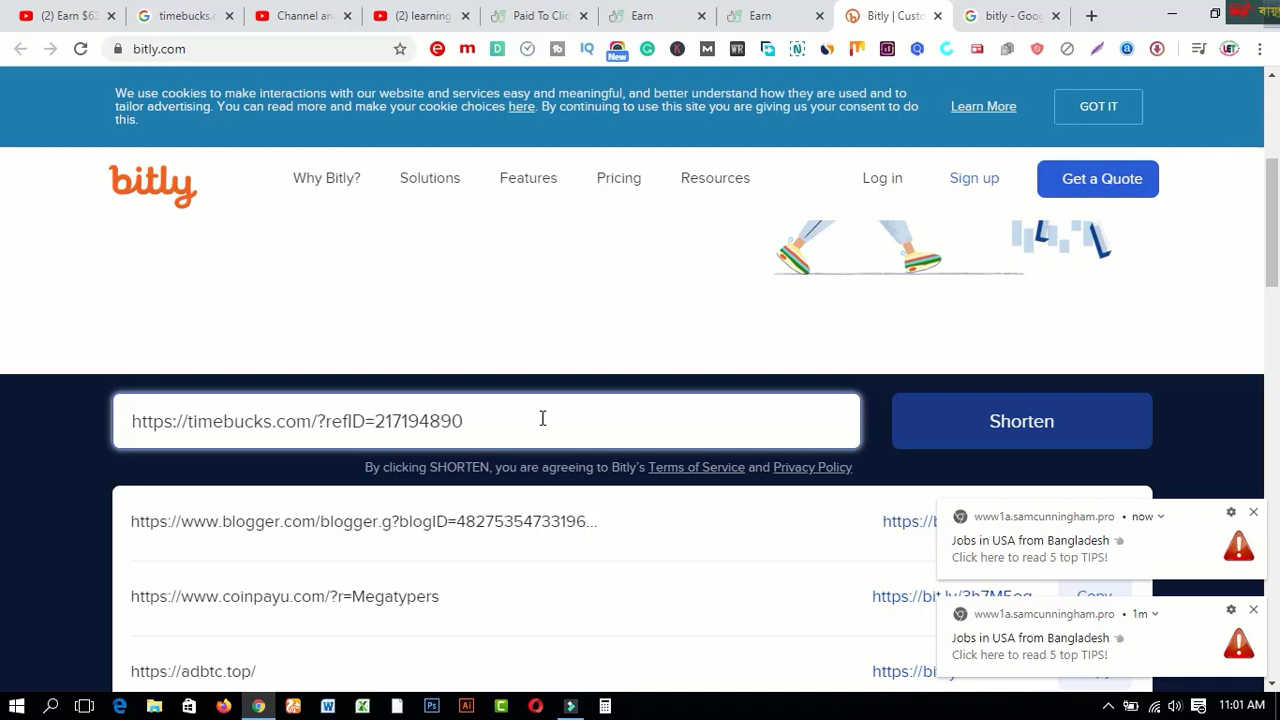 (2) Earn $62
timebucks.c
Channel an
(2) learning
Paid To Clic
Earn
Earn
Bitly | Custo
bitly - Goog
bitly.com
New
We use cookies to make interactions with our website and services easy and meaningful, and better understand how they are used and to
tailor advertising. You can read more and make your cookie choices here. By continuing to use this site you are giving us your consent to do
this.
Learn More
GOT IT
bitly
Why Bitly?
Solutions
Features
Pricing
Resources
Log in
Sign up
Get a Quote
https://timebucks.com/?refID=217194890
Shorten
By clicking SHORTEN, you are agreeing to Bitly's Terms of Service and Privacy Policy
https://www.blogger.com/blogger.g?blogID=48275354733196...
https://b
www1a.samcunningham.pro • now
Jobs in USA from Bangladesh
Click here to read 5 top TIPS!
https://www.coinpayu.com/?r=Megatypers
www1a.samcunningham.pro • 1m
Jobs in USA from Bangladesh
Click here to read 5 top TIPS!
https://adbtc.top/
11:01 AM